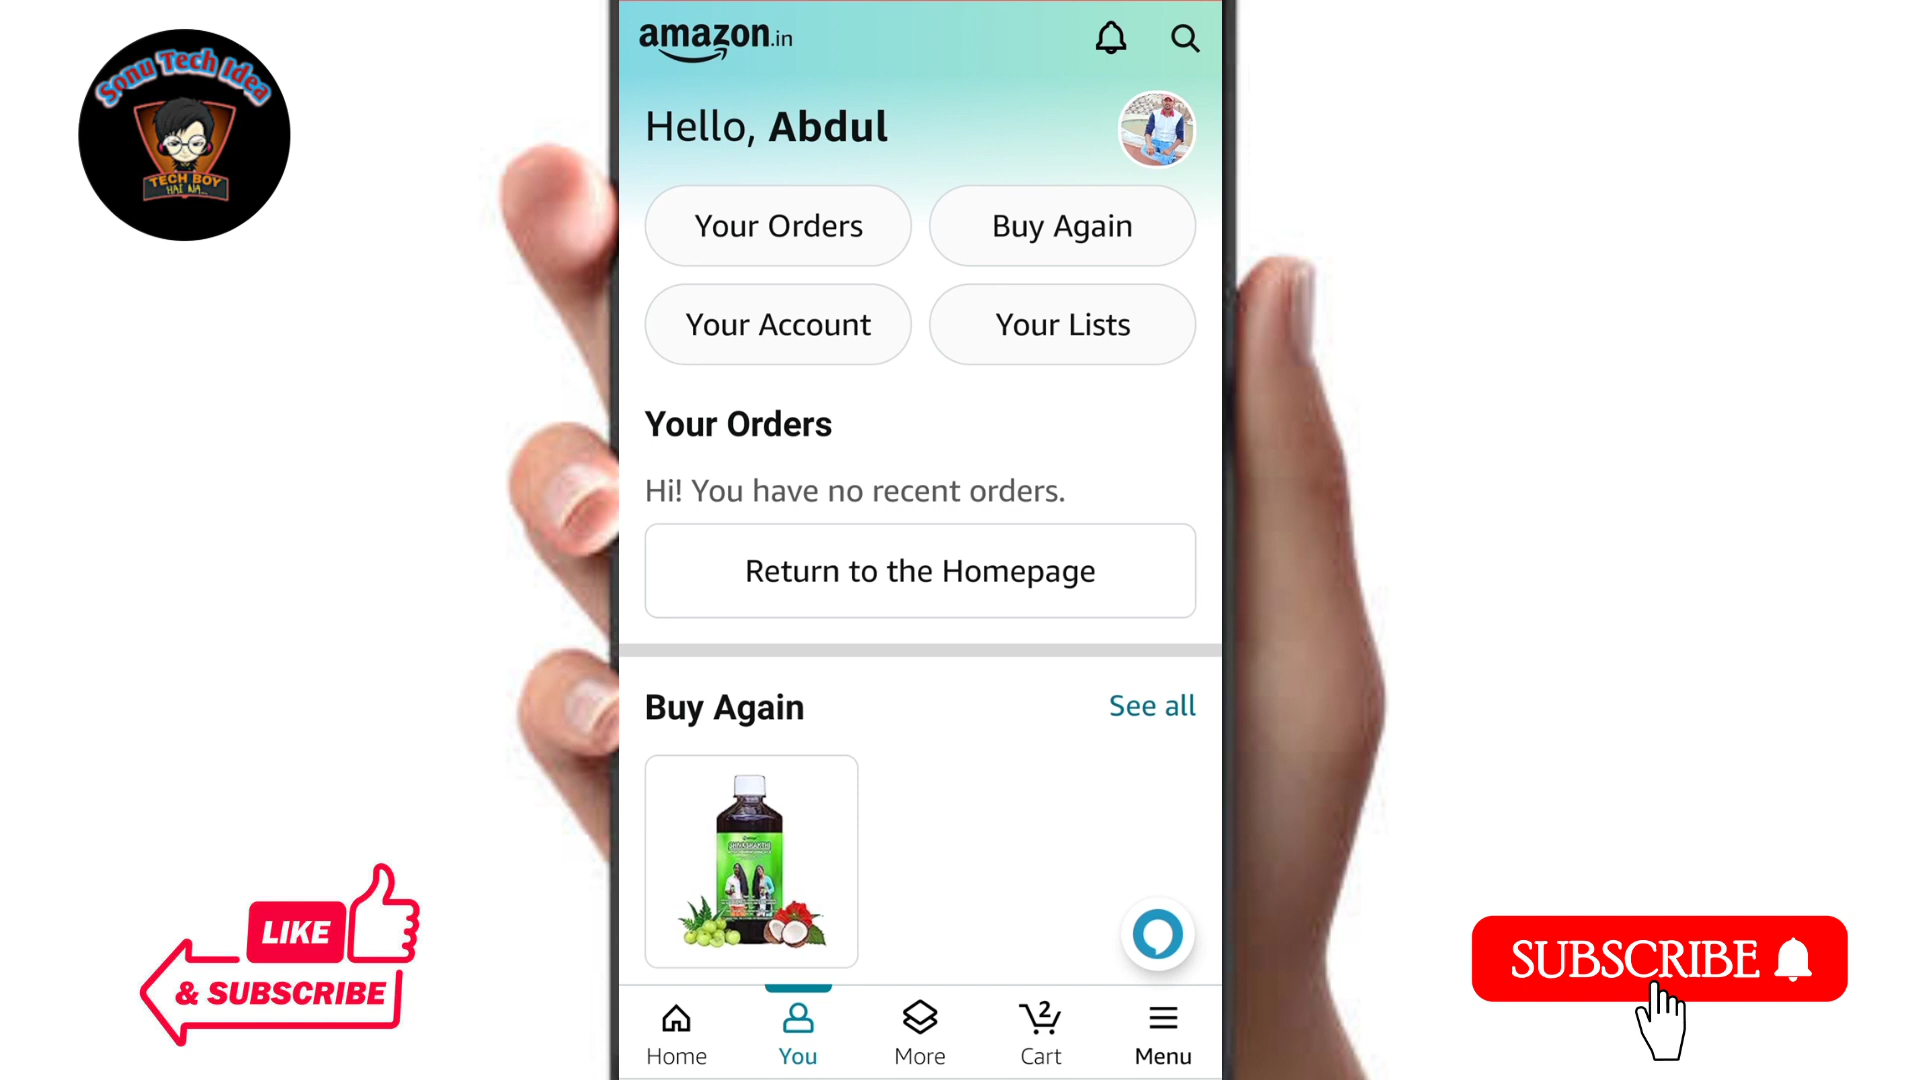 Sonu Tech Idea
TECH BOY
HAI NA...
amazon.in
Hello, Abdul
Your Orders
Buy Again
Your Account
Your Lists
Your Orders
Hi! You have no recent orders.
Return to the Homepage
Buy Again
See all
LIKE
& SUBSCRIBE
SUBSCRIBE
Home
You
More
2
Cart
Menu